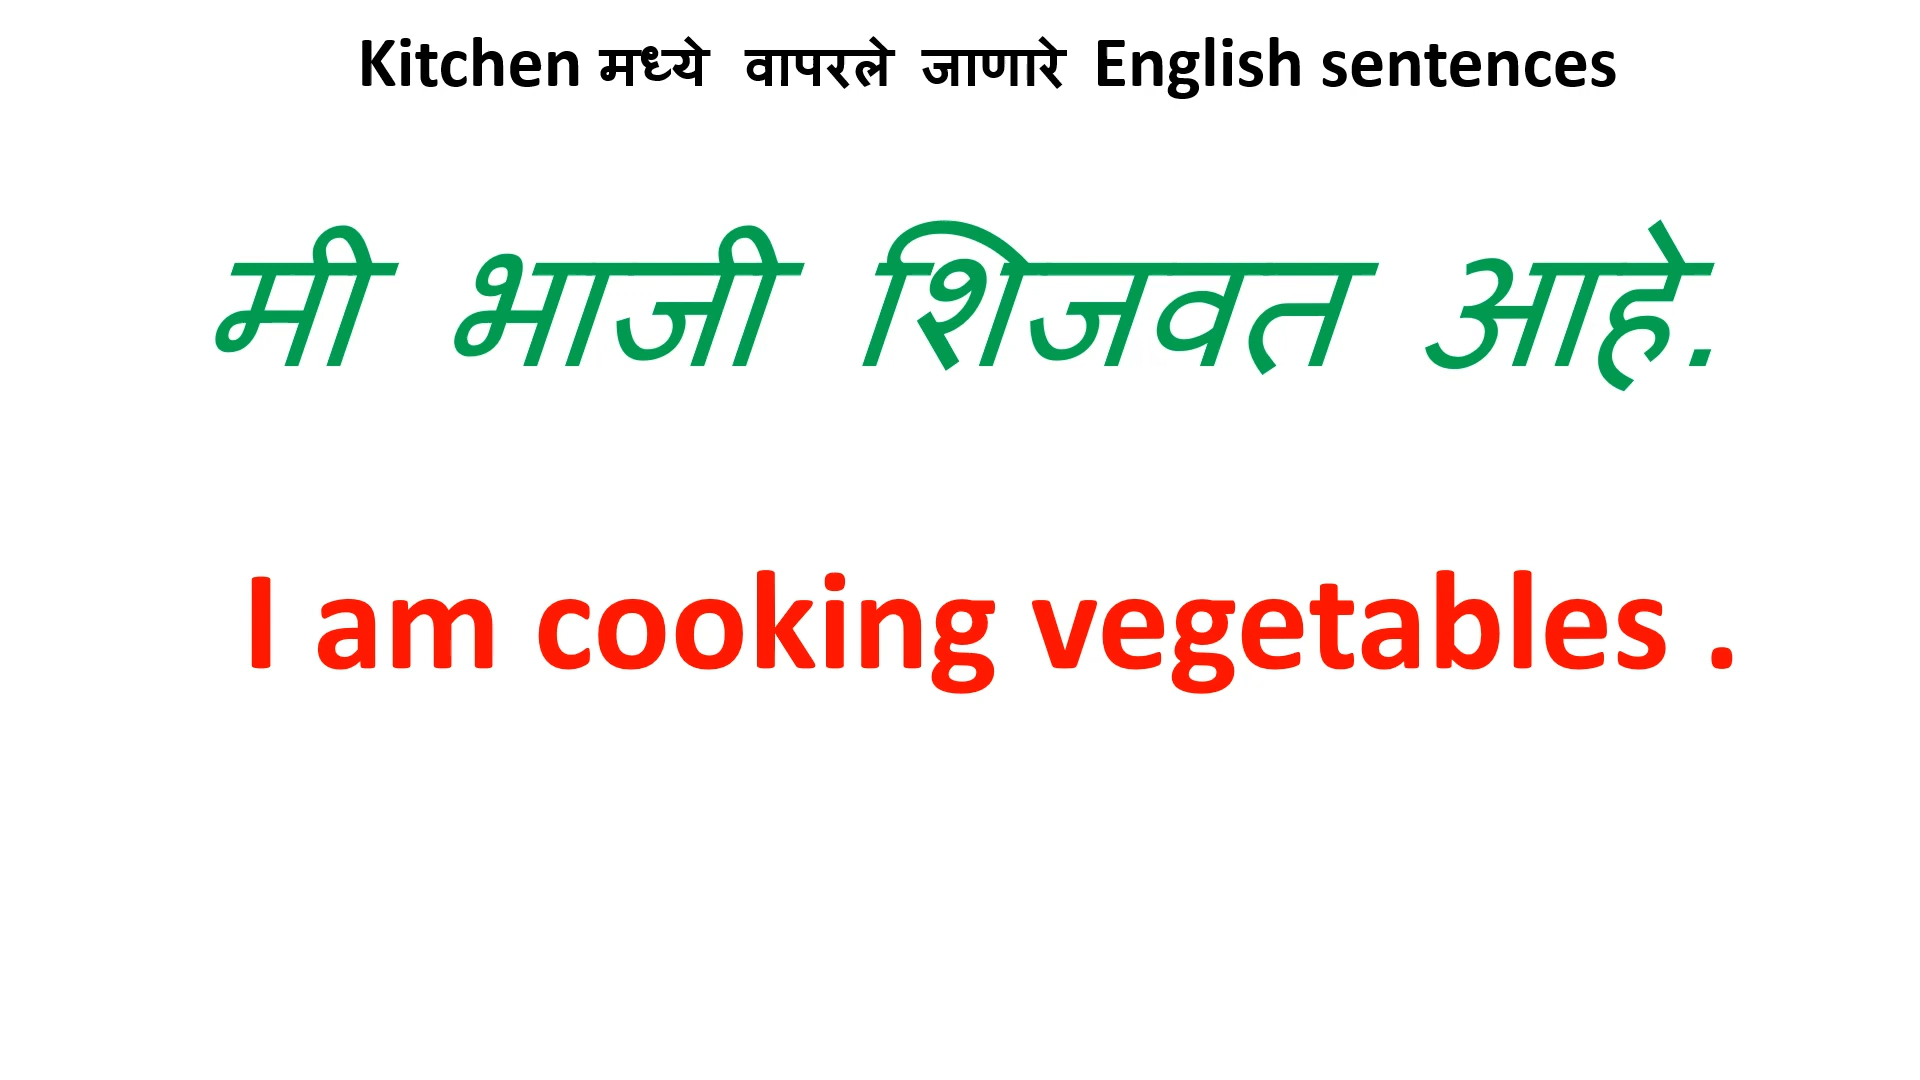 Kitchen मध्ये वापरले जाणारे English sentences
मी भाजी शिजवत आहे.
I am cooking vegetables .